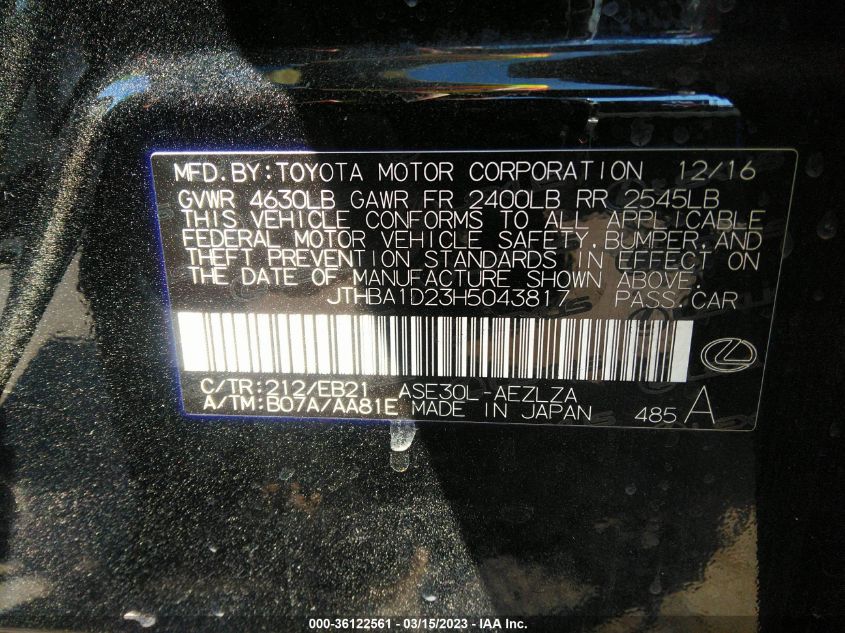 MFD.BY:TOYOTA MOTOR CORPORATION 12/16
GVWR 4630LB GAWR FR 2400LB RR 2545LB
THIS VEHICLE CONFORMS TO ALL APPLICABLE
FEDERAL MOTOR VEHICLE SAFETY,BUMPER,AND
THEFT PREVENTION STANDARDS IN EFFECT ON
THE DATE OF MANUFACTURE SHOWN ABOVE.
JTHBA1D23H5043817 PASS.CAR
C/TR:212/EB21 ASE30L-AEZLZA
A/TM:B07A/AA81E MADE IN JAPAN 485 A
000-36122561 - 03/15/2023 - IAA Inc.